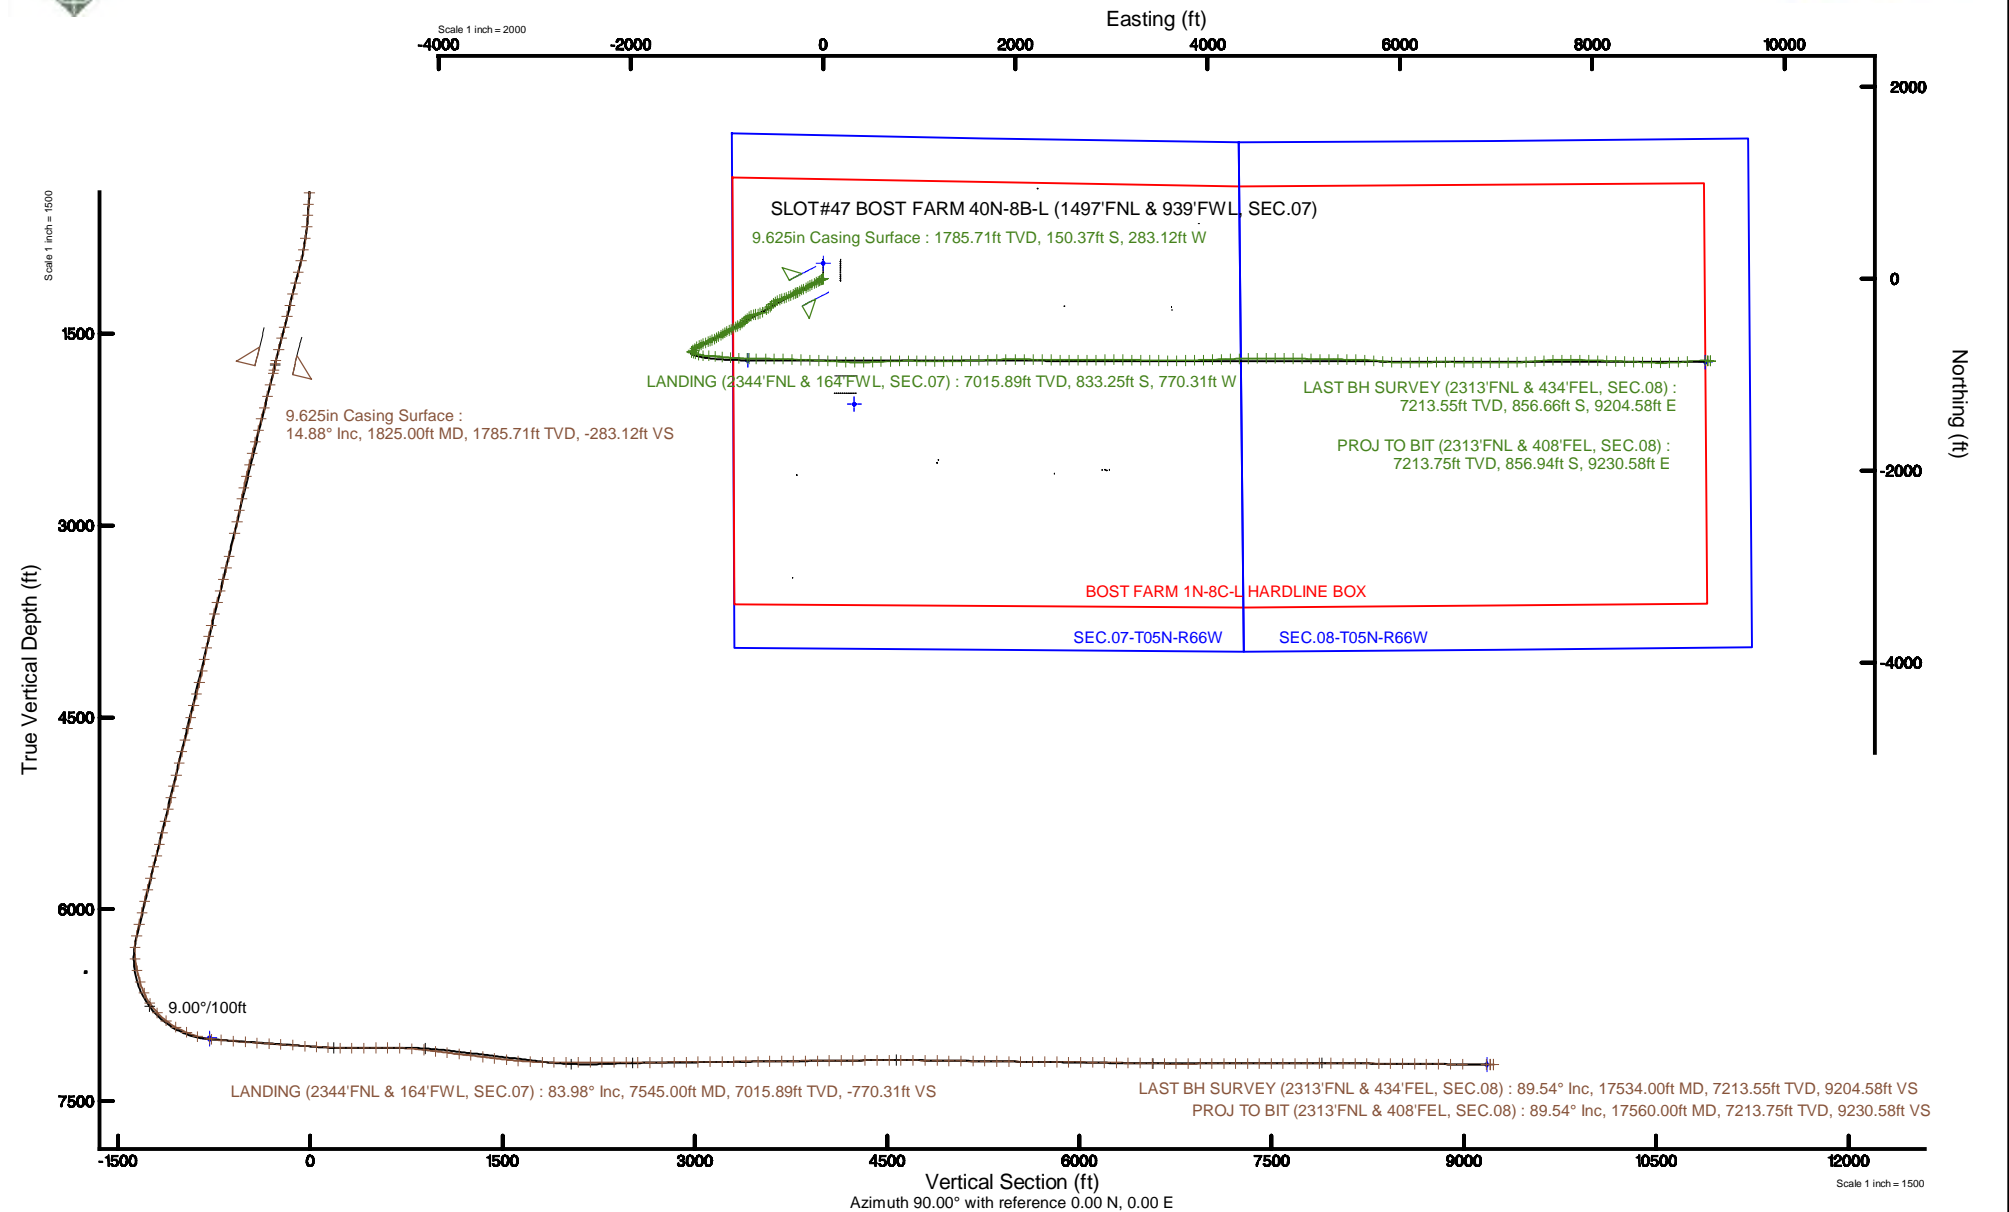 Easting (ft)
Scale 1 inch = 2000
-4000 -2000 0 2000 4000 6000 8000 10000
2000
0
-2000
-4000
Northing (ft)
SLOT#47 BOST FARM 40N-8B-L (1497'FNL & 939'FWL, SEC.07)
9.625in Casing Surface : 1785.71ft TVD, 150.37ft S, 283.12ft W
LANDING (2344'FNL & 164'FWL, SEC.07) : 7015.89ft TVD, 833.25ft S, 770.31ft W
LAST BH SURVEY (2313'FNL & 434'FEL, SEC.08) :
7213.55ft TVD, 856.66ft S, 9204.58ft E
PROJ TO BIT (2313'FNL & 408'FEL, SEC.08) :
7213.75ft TVD, 856.94ft S, 9230.58ft E
BOST FARM 1N-8C-L HARDLINE BOX
SEC.07-T05N-R66W
SEC.08-T05N-R66W
Scale 1 inch = 1500
True Vertical Depth (ft)
1500
3000
4500
6000
7500
9.625in Casing Surface :
14.88° Inc, 1825.00ft MD, 1785.71ft TVD, -283.12ft VS
9.00°/100ft
LANDING (2344'FNL & 164'FWL, SEC.07) : 83.98° Inc, 7545.00ft MD, 7015.89ft TVD, -770.31ft VS
LAST BH SURVEY (2313'FNL & 434'FEL, SEC.08) : 89.54° Inc, 17534.00ft MD, 7213.55ft TVD, 9204.58ft VS
PROJ TO BIT (2313'FNL & 408'FEL, SEC.08) : 89.54° Inc, 17560.00ft MD, 7213.75ft TVD, 9230.58ft VS
-1500 0 1500 3000 4500 6000 7500 9000 10500 12000
Vertical Section (ft)
Scale 1 inch = 1500
Azimuth 90.00° with reference 0.00 N, 0.00 E